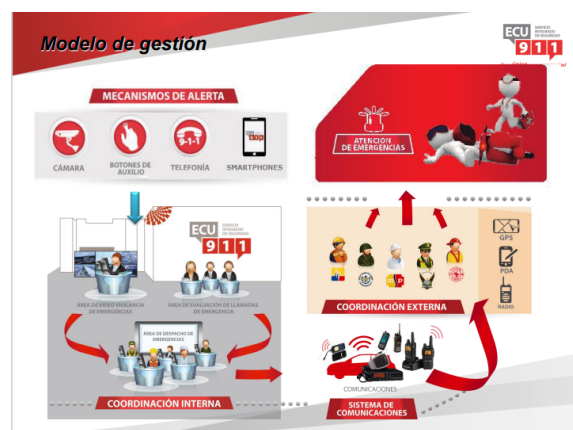 Modelo de gestión
ECU
911
SERVICIO
INTEGRADO
DE SEGURIDAD
MECANISMOS DE ALERTA
9-1-1
CÁMARA
BOTONES DE
AUXILIO
TELEFONÍA
SMARTPHONES
ATENCIÓN
DE EMERGENCIAS
ECU
911
SERVICIO
INTEGRADO
DE SEGURIDAD
ÁREA DE VIDEO VIGILANCIA
DE EMERGENCIAS
ÁREA DE EVALUACIÓN DE LLAMADAS
DE EMERGENCIA
ÁREA DE DESPACHO DE
EMERGENCIAS
COORDINACIÓN INTERNA
GPS
PDA
RADIO
COORDINACIÓN EXTERNA
COMUNICACIONES
SISTEMA DE
COMUNICACIONES